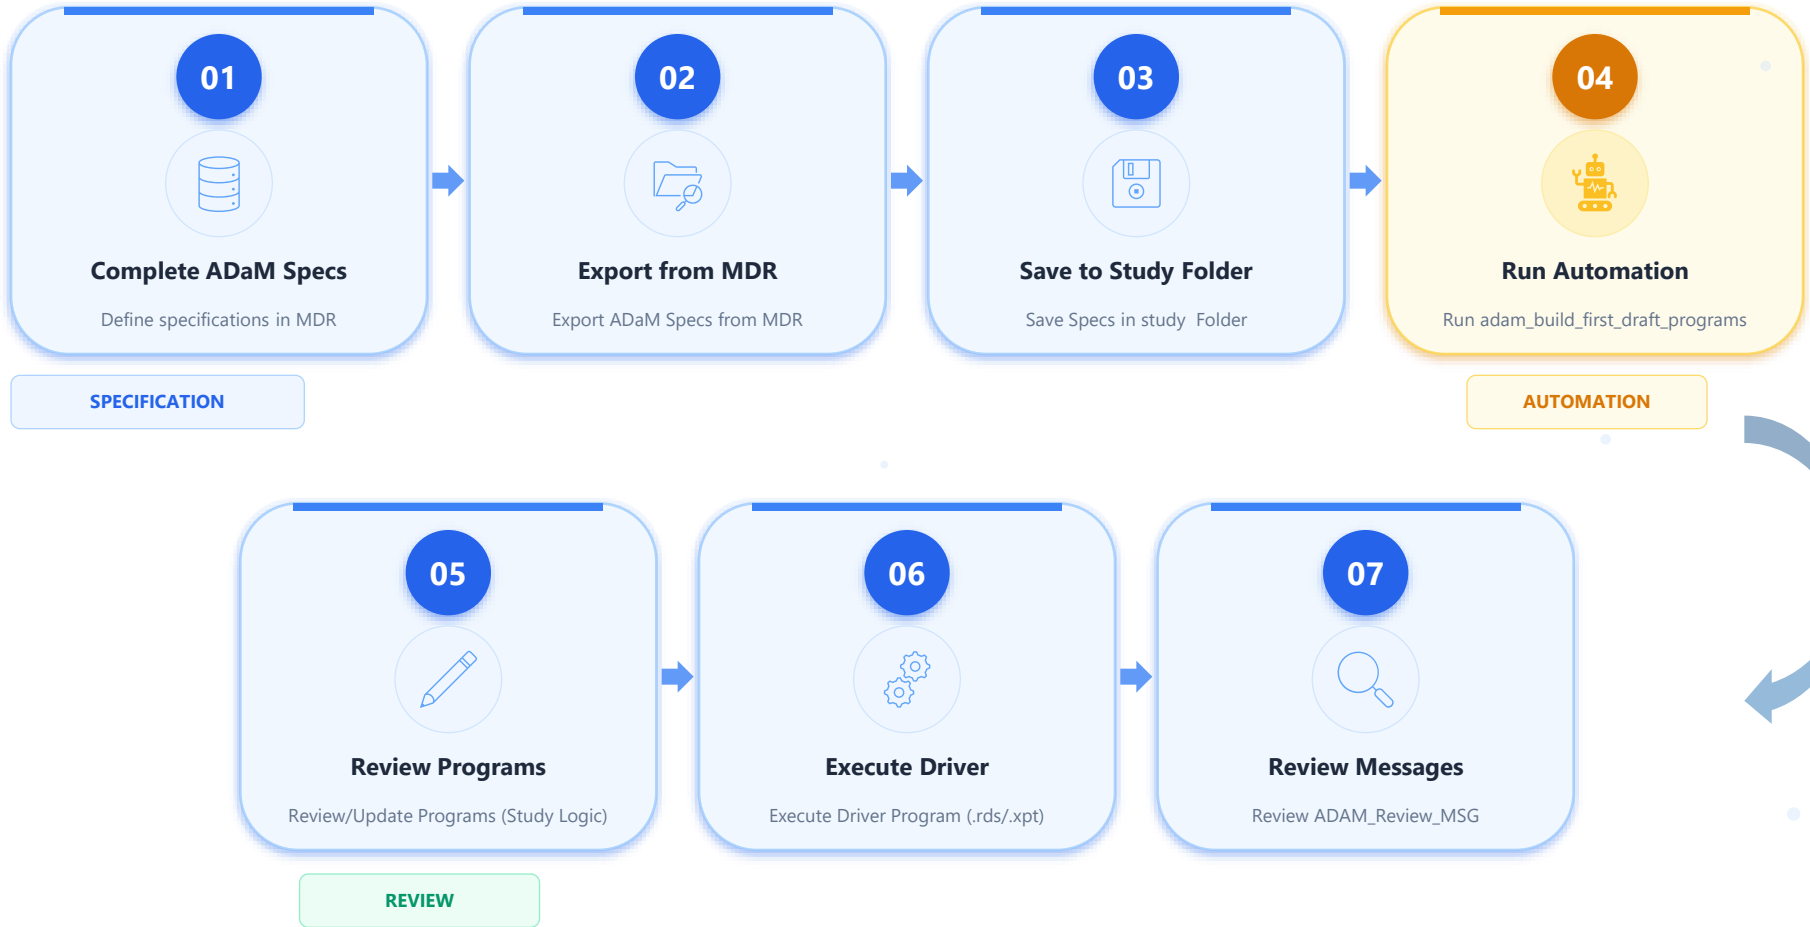 01
Complete ADaM Specs
Define specifications in MDR
02
Export from MDR
Export ADaM Specs from MDR
03
Save to Study Folder
Save Specs in study  Folder
04
Run Automation
Run adam_build_first_draft_programs
SPECIFICATION
AUTOMATION
05
Review Programs
Review/Update Programs (Study Logic)
06
Execute Driver
Execute Driver Program (.rds/.xpt)
07
Review Messages
Review ADAM_Review_MSG
REVIEW